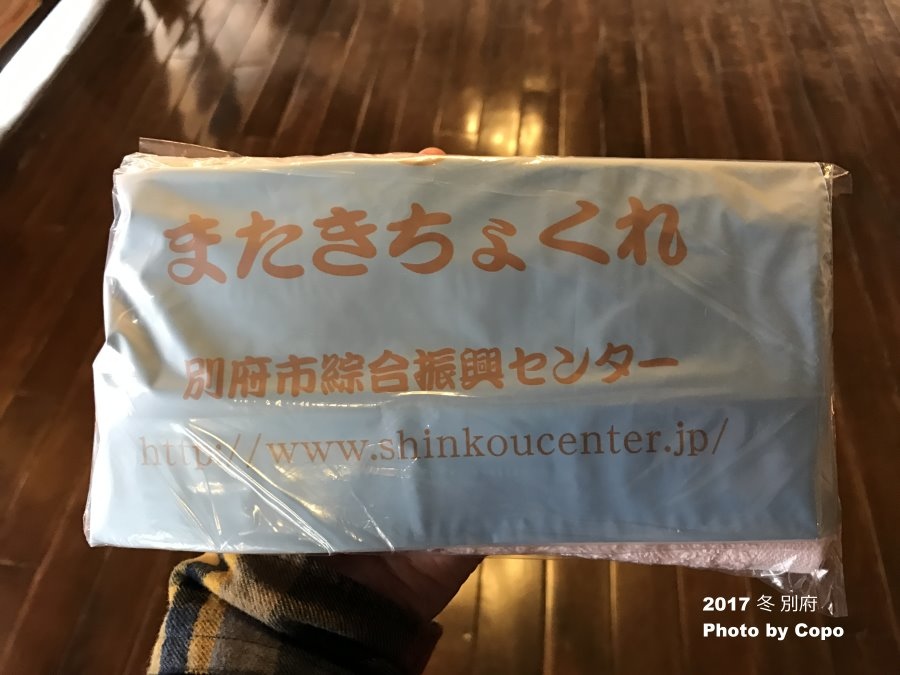 またきちょくれ
別府市綜合振興センター
http://www.shinkoucenter.jp/
2017 冬 別府
Photo by Copo